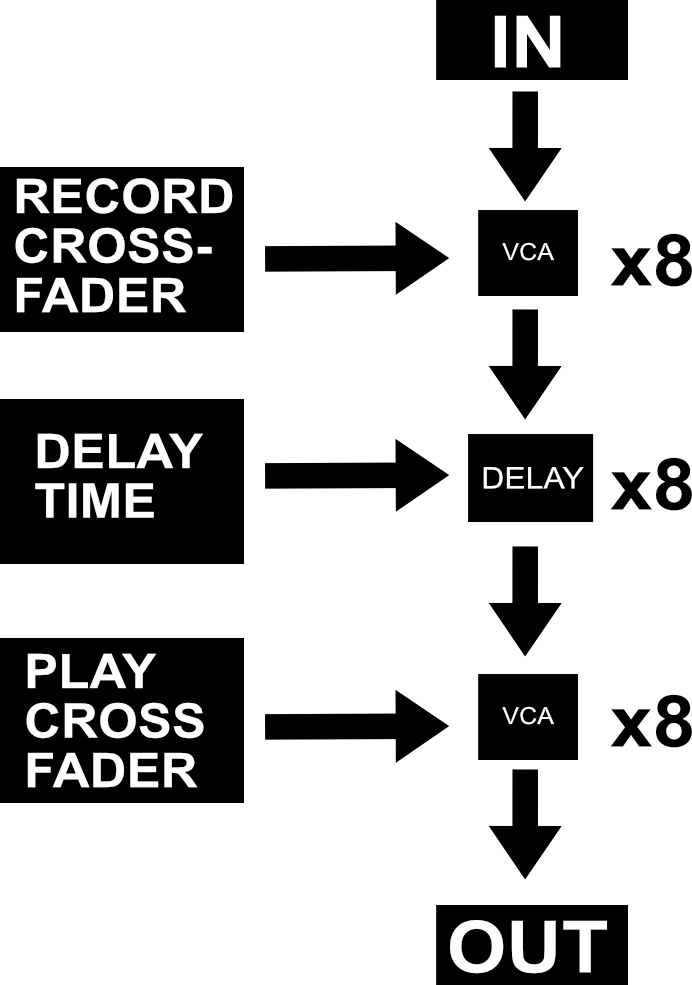 IN
RECORD
CROSS-
FADER
VCA
x8
DELAY
TIME
DELAY
x8
PLAY
CROSS
FADER
VCA
x8
OUT